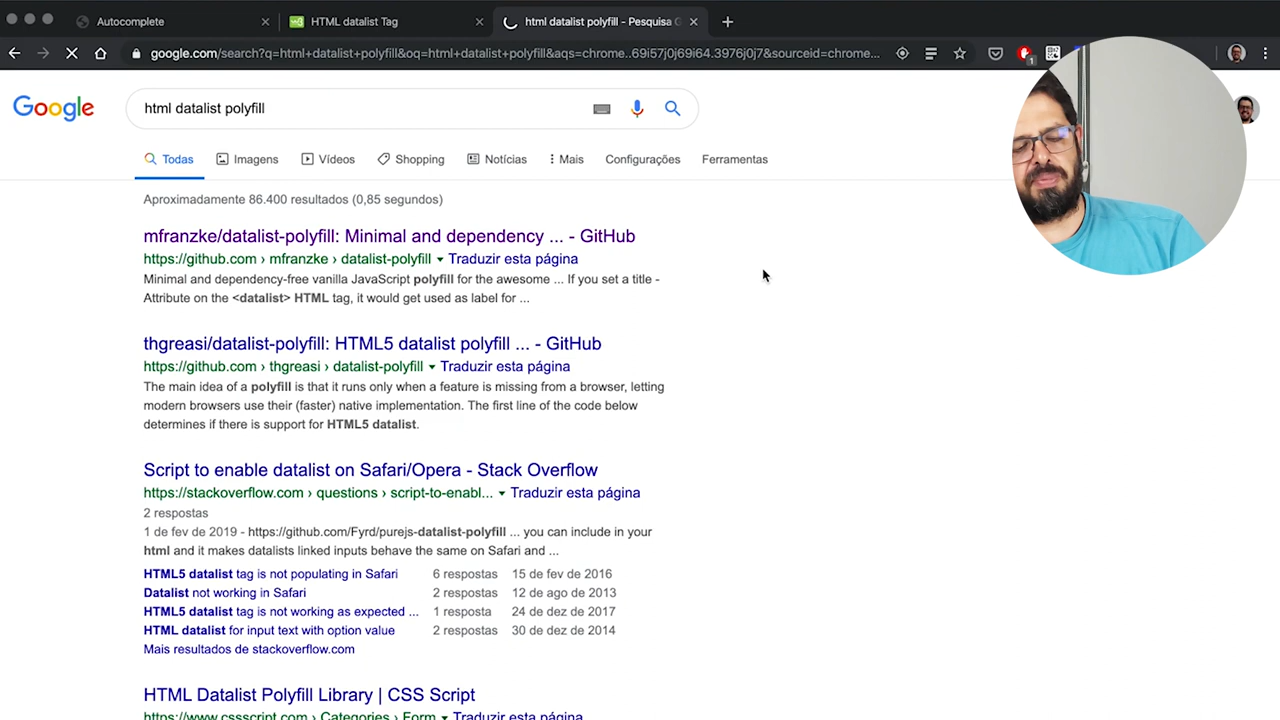 Autocomplete
HTML datalist Tag
html datalist polyfill - Pesquisa G
google.com/search?q=html+datalist+polyfill&oq=html+datalist+polyfill&aqs=chrome..69i57j0j69i64.3976j0j7&sourceid=chrome...
1
Google
html datalist polyfill
Todas Imagens Vídeos Shopping Notícias Mais Configurações Ferramentas
Aproximadamente 86.400 resultados (0,85 segundos)
mfranzke/datalist-polyfill: Minimal and dependency ... - GitHub
https://github.com › mfranzke › datalist-polyfill Traduzir esta página
Minimal and dependency-free vanilla JavaScript polyfill for the awesome ... If you set a title -
Attribute on the <datalist> HTML tag, it would get used as label for ...
thgreasi/datalist-polyfill: HTML5 datalist polyfill ... - GitHub
https://github.com › thgreasi › datalist-polyfill Traduzir esta página
The main idea of a polyfill is that it runs only when a feature is missing from a browser, letting
modern browsers use their (faster) native implementation. The first line of the code below
determines if there is support for HTML5 datalist.
Script to enable datalist on Safari/Opera - Stack Overflow
https://stackoverflow.com › questions › script-to-enabl... Traduzir esta página
2 respostas
1 de fev de 2019 - https://github.com/Fyrd/purejs-datalist-polyfill ... you can include in your
html and it makes datalists linked inputs behave the same on Safari and ...
HTML5 datalist tag is not populating in Safari 6 respostas 15 de fev de 2016
Datalist not working in Safari 2 respostas 12 de ago de 2013
HTML5 datalist tag is not working as expected ... 1 resposta 24 de dez de 2017
HTML datalist for input text with option value 2 respostas 30 de dez de 2014
Mais resultados de stackoverflow.com
HTML Datalist Polyfill Library | CSS Script
https://www.cssscript.com › Categories › Form Traduzir esta página